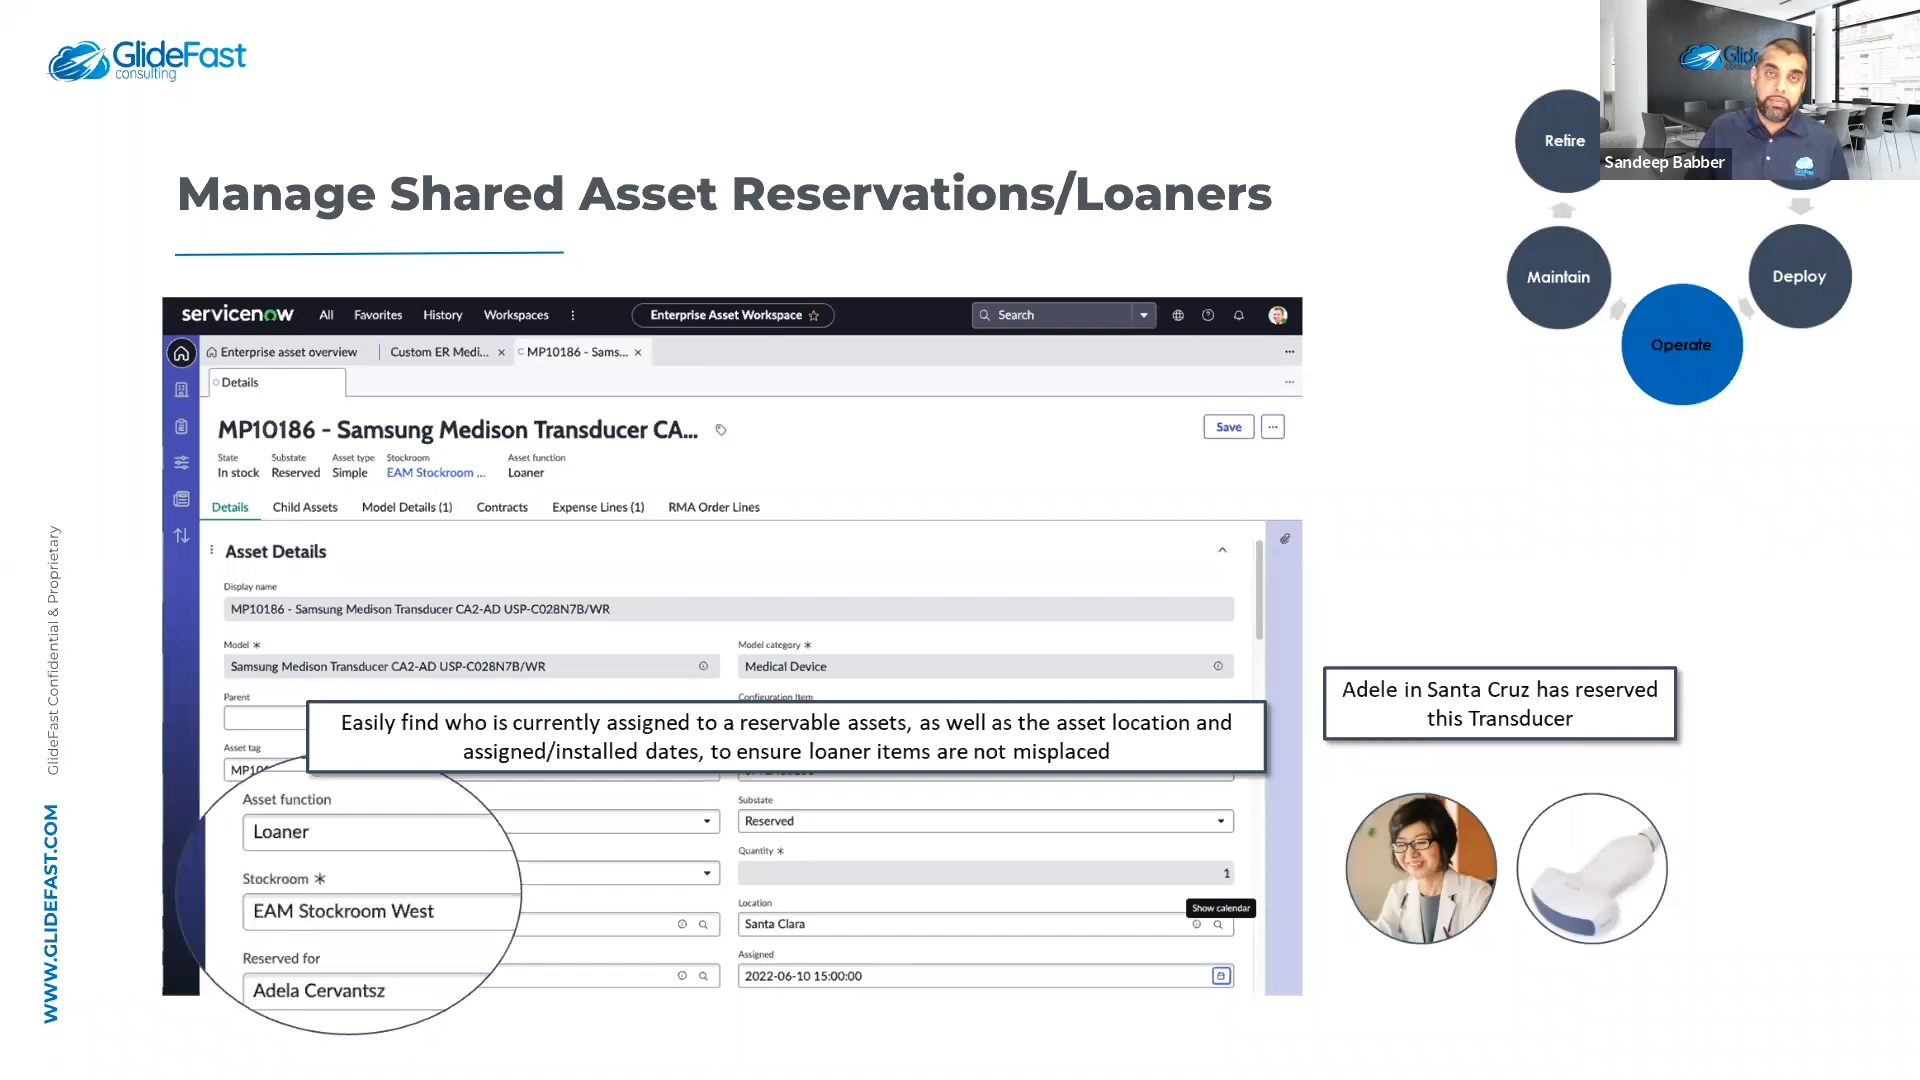 GlideFast
consulting
Glide
Retire
Sandeep Babber
Manage Shared Asset Reservations/Loaners
Maintain
Deploy
Operate
servicenow
All
Favorites
History
Workspaces
Enterprise Asset Workspace
Search
Enterprise asset overview
Custom ER Medi...
MP10186 - Sams...
Details
MP10186 - Samsung Medison Transducer CA...
Save
State
Substate
Asset type
Stockroom
Asset function
In stock
Reserved
Simple
EAM Stockroom ...
Loaner
Details
Child Assets
Model Details (1)
Contracts
Expense Lines (1)
RMA Order Lines
Asset Details
Display name
MP10186 - Samsung Medison Transducer CA2-AD USP-C028N7B/WR
Model *
Model category *
Samsung Medison Transducer CA2-AD USP-C028N7B/WR
Medical Device
Parent
Configuration Item
Easily find who is currently assigned to a reservable assets, as well as the asset location and
assigned/installed dates, to ensure loaner items are not misplaced
Adele in Santa Cruz has reserved
this Transducer
Asset tag
MP10
Asset function
Loaner
Substate
Reserved
Quantity *
1
Stockroom *
EAM Stockroom West
Location
Show calendar
Santa Clara
Reserved for
Adela Cervantsz
Assigned
2022-06-10 15:00:00
WWW.GLIDEFAST.COM
GlideFast Confidential & Proprietary